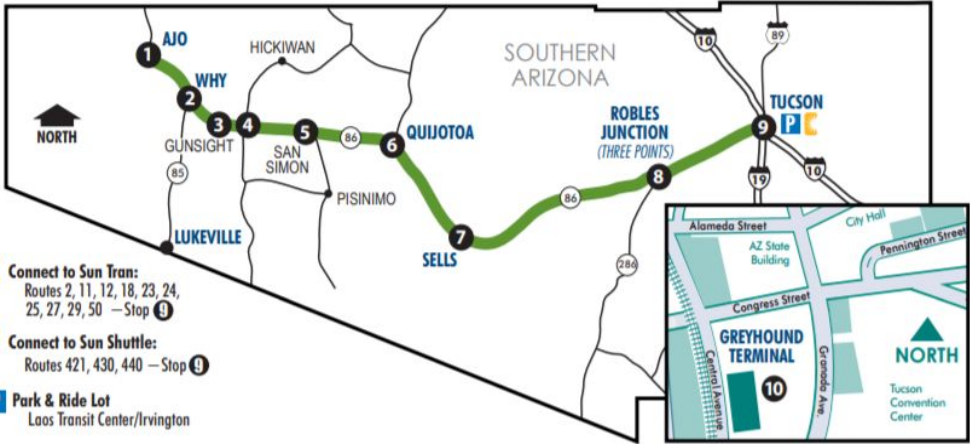 1
AJO
HICKIWAN
WHY
2
SOUTHERN
ARIZONA
10
89
NORTH
3
4
5
86
6
QUIJOTOA
GUNSIGHT
SAN
SIMON
ROBLES
JUNCTION
(THREE POINTS)
TUCSON
9
P
85
PISINIMO
8
19
10
86
LUKEVILLE
7
SELLS
286
Connect to Sun Tran:
Routes 2, 11, 12, 18, 23, 24,
25, 27, 29, 50 – Stop 9
Connect to Sun Shuttle:
Routes 421, 430, 440 – Stop 9
Park & Ride Lot
Laos Transit Center/Irvington
Alameda Street
City Hall
AZ State
Building
Pennington Street
Congress Street
GREYHOUND
TERMINAL
10
Central Avenue
Granada Ave.
NORTH
Tucson
Convention
Center